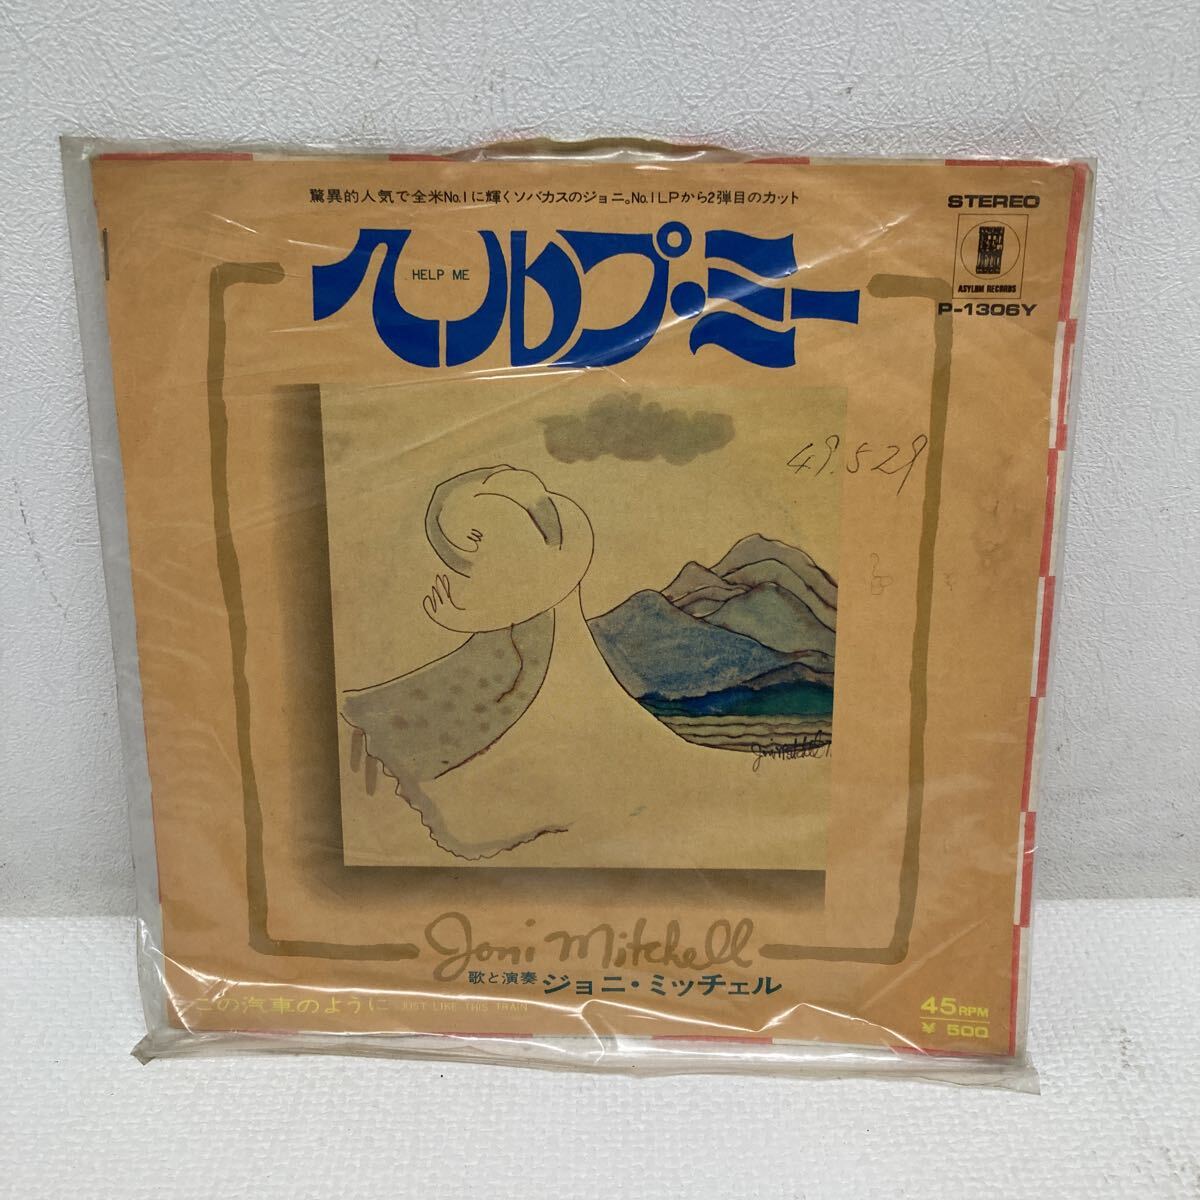 驚異的人気で全米No.1に輝くソバカスのジョニ。No.1LPから2弾目のカット
STEREO
ヘルプ・ミー
HELP ME
ASYLUM RECORDS
P-1306Y
49.5 29
Joni Mitchell
Joni Mitchell
歌と演奏 ジョニ・ミッチェル
この汽車のように JUST LIKE THIS TRAIN
45RPM
¥ 500